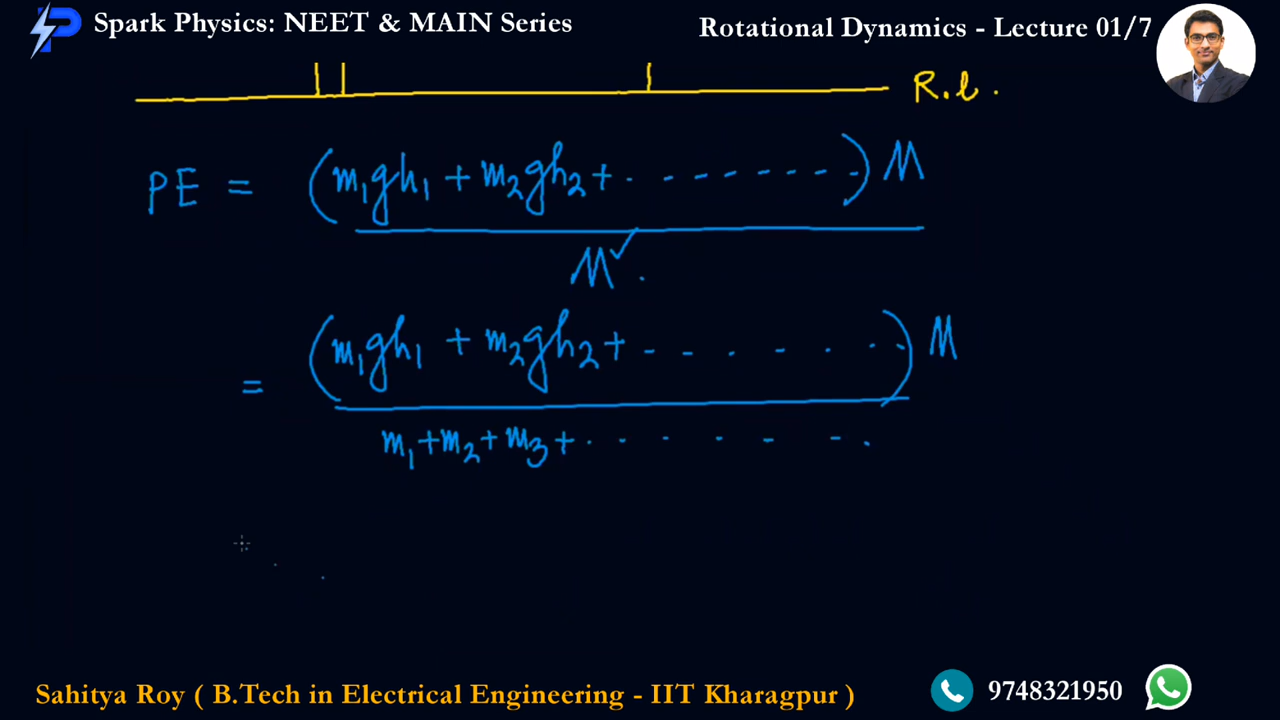 Spark Physics: NEET & MAIN Series
Rotational Dynamics - Lecture 01/7
R.l.
PE = (m₁gh₁ + m₂gh₂ + . - - - - - - - .) M
M ✓ .
= (m₁gh₁ + m₂gh₂ + - - . - . . .) M
m₁ + m₂ + m₃ + . . - - - - .
Sahitya Roy ( B.Tech in Electrical Engineering - IIT Kharagpur )
9748321950